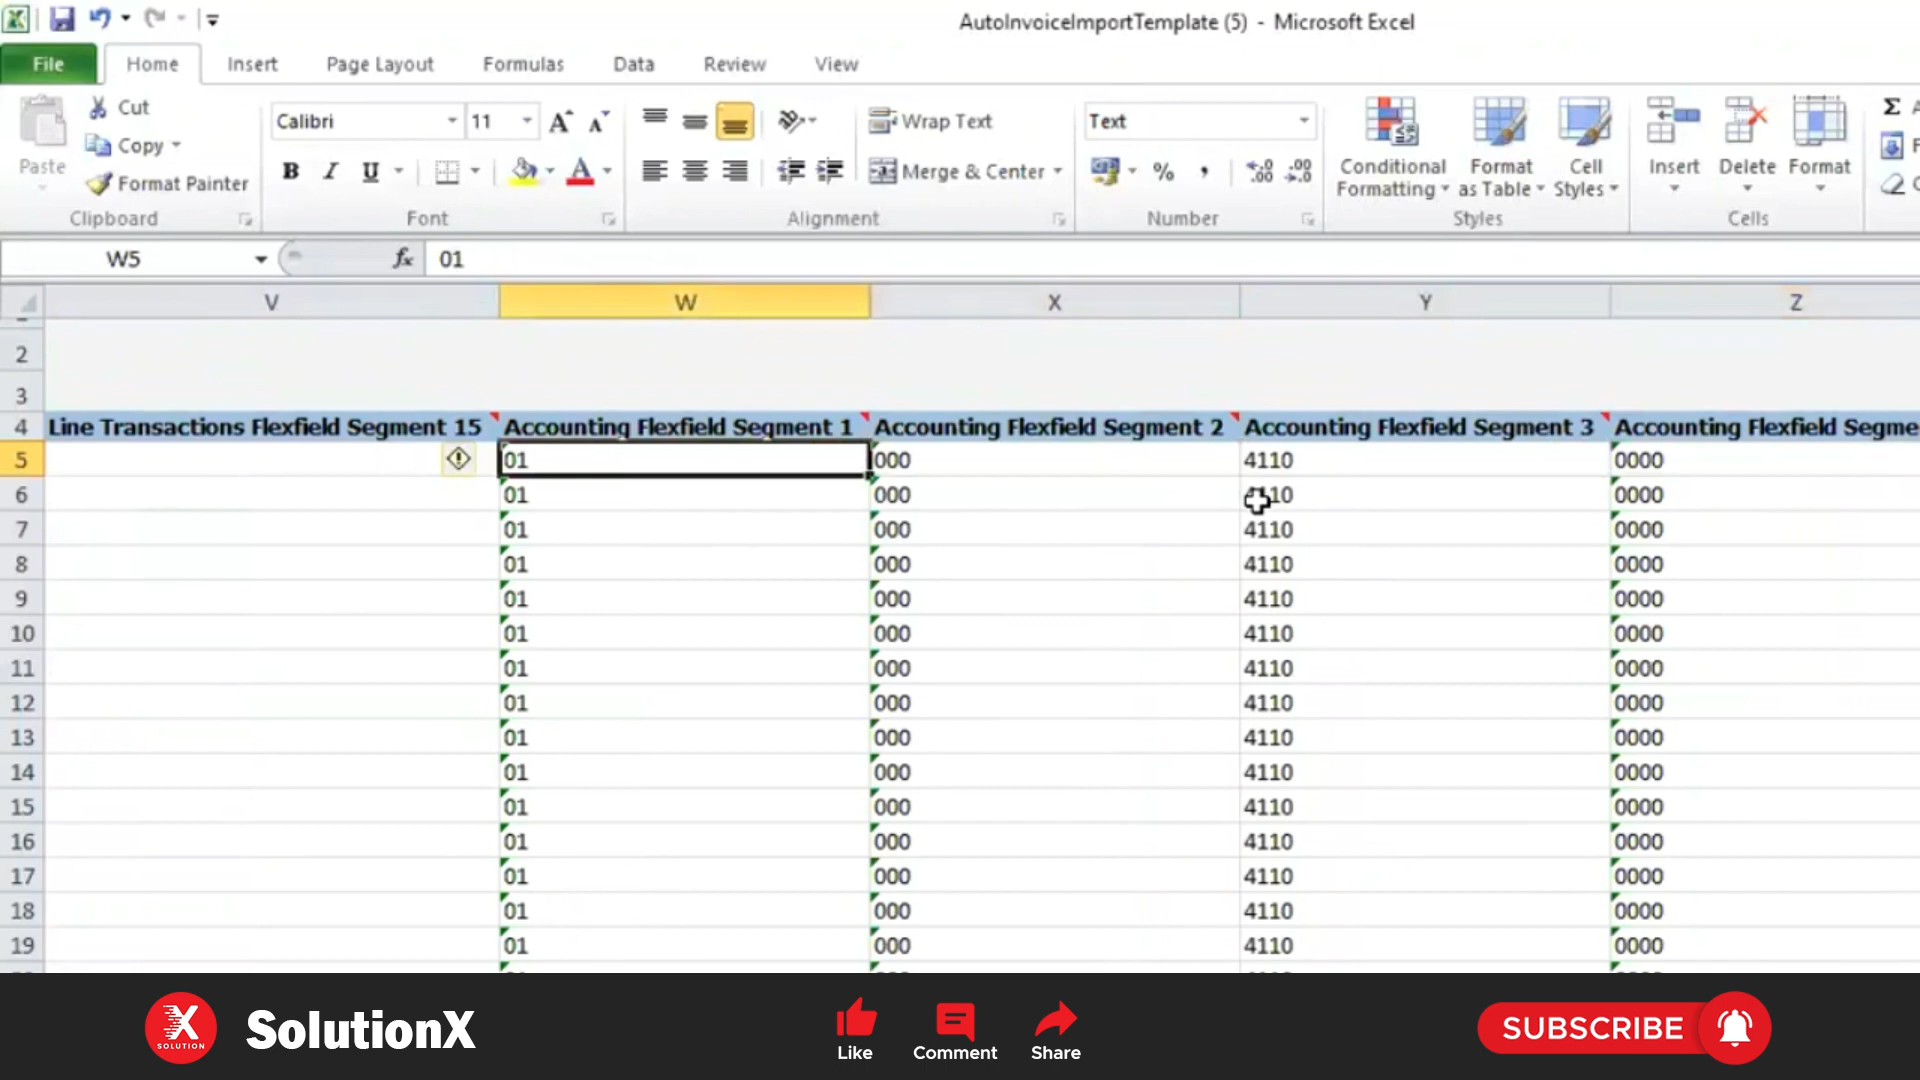 AutoInvoiceImportTemplate (5) - Microsoft Excel
File Home Insert Page Layout Formulas Data Review View
Paste
Cut
Copy
Format Painter
Clipboard
Calibri 11
B I U A
Font
Wrap Text
Merge & Center
Alignment
Text
% ,
Number
Conditional Formatting
Format as Table
Cell Styles
Styles
Insert Delete Format
Cells
Σ
W5 fx 01
V W X Y Z
2
3
4 Line Transactions Flexfield Segment 15 Accounting Flexfield Segment 1 Accounting Flexfield Segment 2 Accounting Flexfield Segment 3 Accounting Flexfield Segme
5 01 000 4110 0000
6 01 000 10 0000
7 01 000 4110 0000
8 01 000 4110 0000
9 01 000 4110 0000
10 01 000 4110 0000
11 01 000 4110 0000
12 01 000 4110 0000
13 01 000 4110 0000
14 01 000 4110 0000
15 01 000 4110 0000
16 01 000 4110 0000
17 01 000 4110 0000
18 01 000 4110 0000
19 01 000 4110 0000
X
SOLUTION
SolutionX
Like Comment Share
SUBSCRIBE